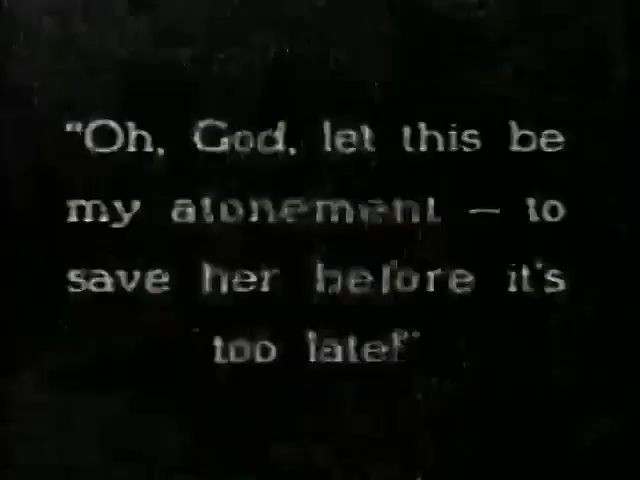 "Oh, God, let this be
my atonement — to
save her before it's
too late!"